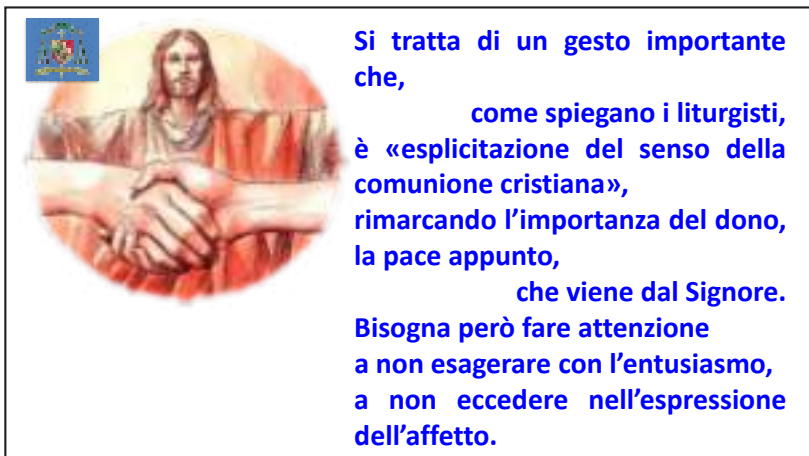 Si tratta di un gesto importante
che,
come spiegano i liturgisti,
è «esplicitazione del senso della
comunione cristiana»,
rimarcando l’importanza del dono,
la pace appunto,
che viene dal Signore.
Bisogna però fare attenzione
a non esagerare con l’entusiasmo,
a non eccedere nell’espressione
dell’affetto.